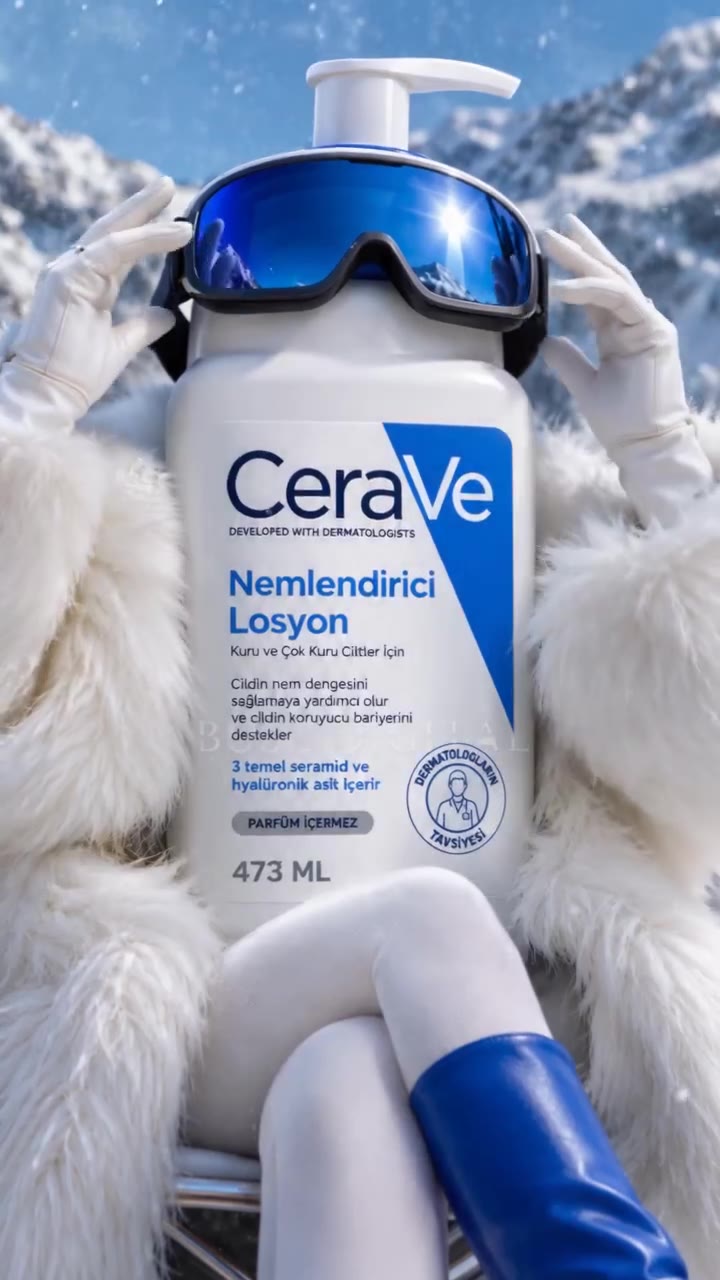 CeraVe
DEVELOPED WITH DERMATOLOGISTS
Nemlendirici
Losyon
Kuru ve Çok Kuru Ciltler İçin
Cildin nem dengesini
sağlamaya yardımcı olur
ve cildin koruyucu bariyerini
destekler
3 temel seramid ve
hyalüronik asit içerir
DERMATOLOGLARIN
TAVSİYESİ
PARFÜM İÇERMEZ
473 ML